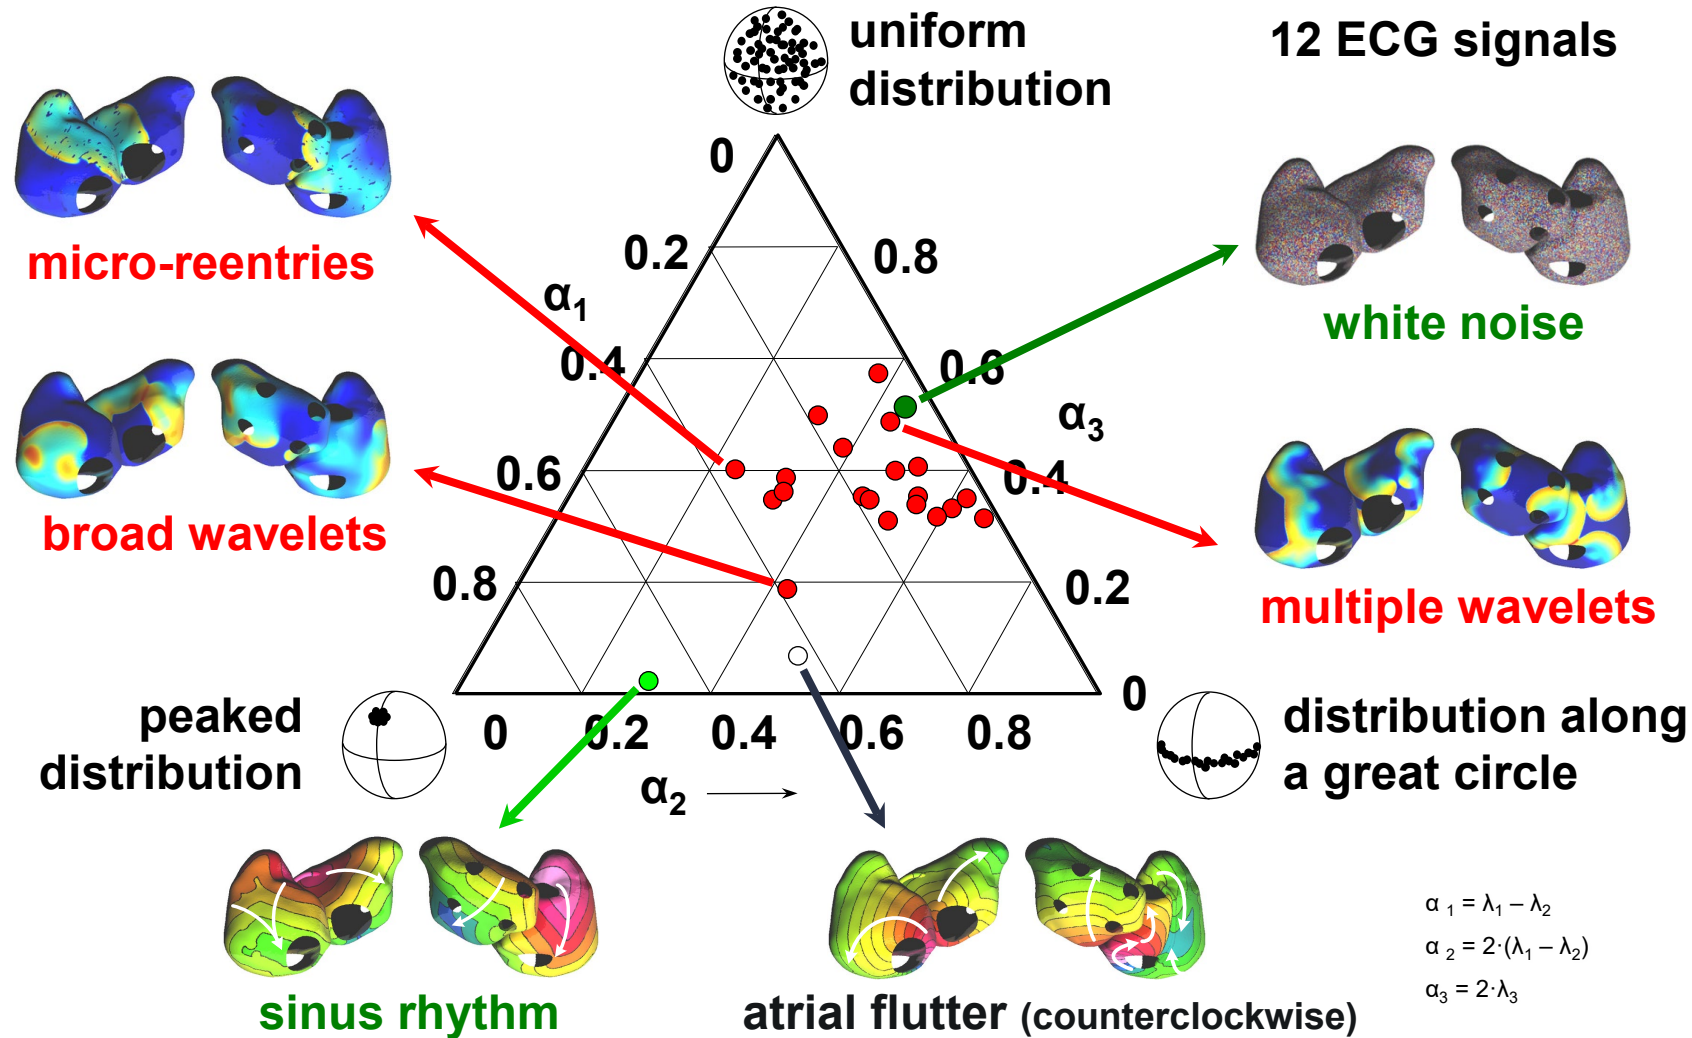 uniform
distribution
12 ECG signals
micro-reentries
white noise
broad wavelets
multiple wavelets
0
0.2
0.4
0.6
0.8
α1
0.8
0.6
0.4
0.2
0
α3
0
0.2
0.4
0.6
0.8
α2
peaked
distribution
distribution along
a great circle
sinus rhythm
atrial flutter (counterclockwise)
α 1 = λ1 – λ2
α 2 = 2·(λ1 – λ2)
α3 = 2·λ3